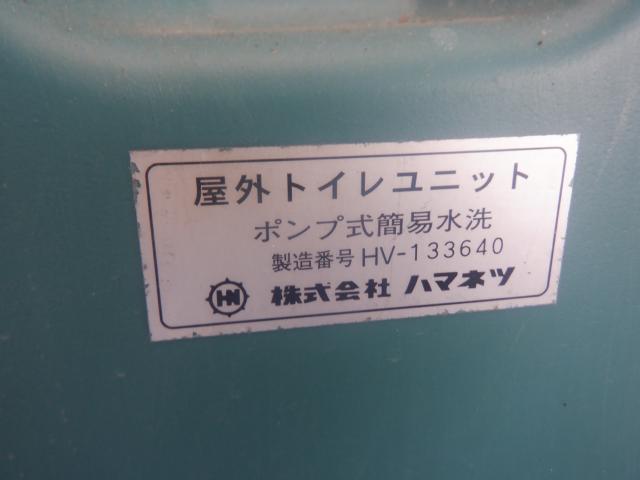 屋外トイレユニット
ポンプ式簡易水洗
製造番号 HV-133640
HN 株式会社 ハマネツ